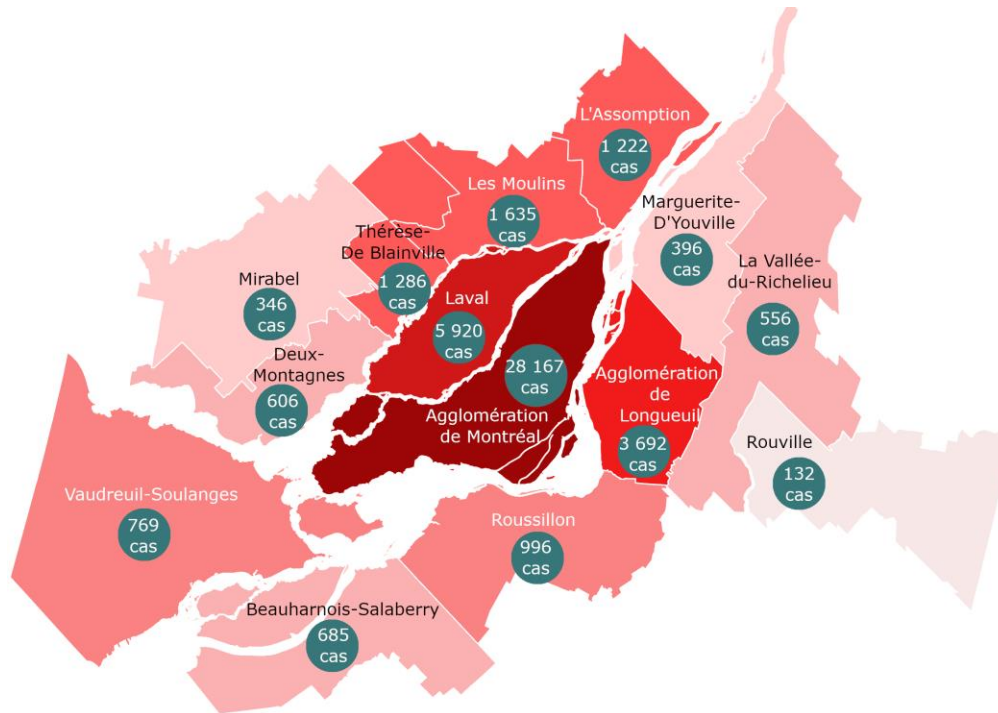 L'Assomption
1 222
cas
Les Moulins
1 635
cas
Marguerite-
D'Youville
396
cas
Thérèse-
De Blainville
1 286
cas
La Vallée-
du-Richelieu
556
cas
Mirabel
346
cas
Laval
5 920
cas
Deux-
Montagnes
606
cas
28 167
cas
Agglomération
de Montréal
Agglomération
de
Longueuil
3 692
cas
Rouville
132
cas
Vaudreuil-Soulanges
769
cas
Roussillon
996
cas
Beauharnois-Salaberry
685
cas